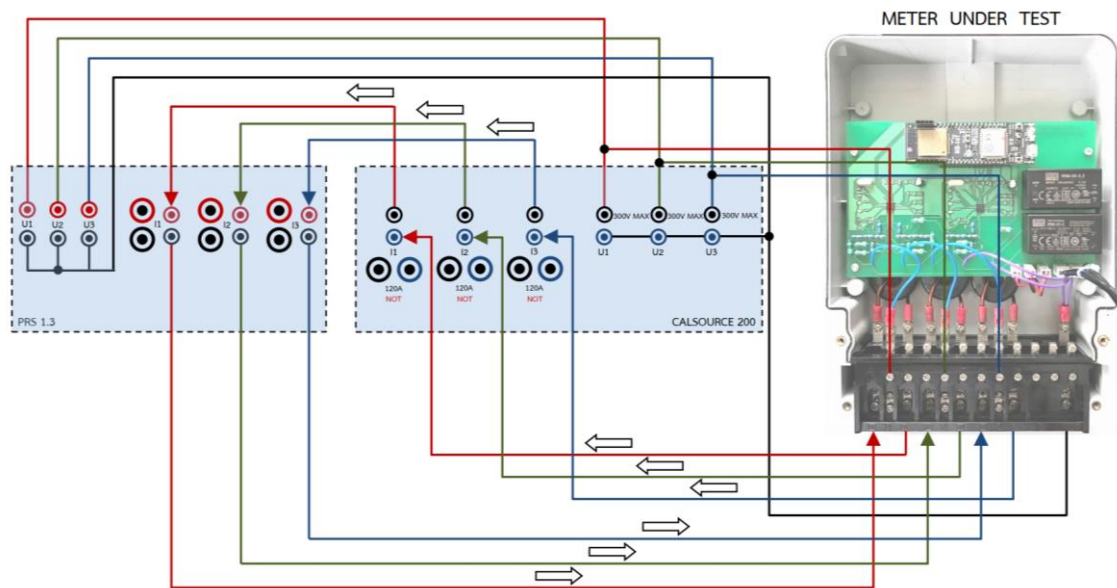 METER UNDER TEST
300V MAX 300V MAX 300V MAX
U1 U2 U3 I1 I2 I3
I1 I2 I3 U1 U2 U3
120A 120A 120A
NOT NOT NOT
PRS 1.3
CALSOURCE 200